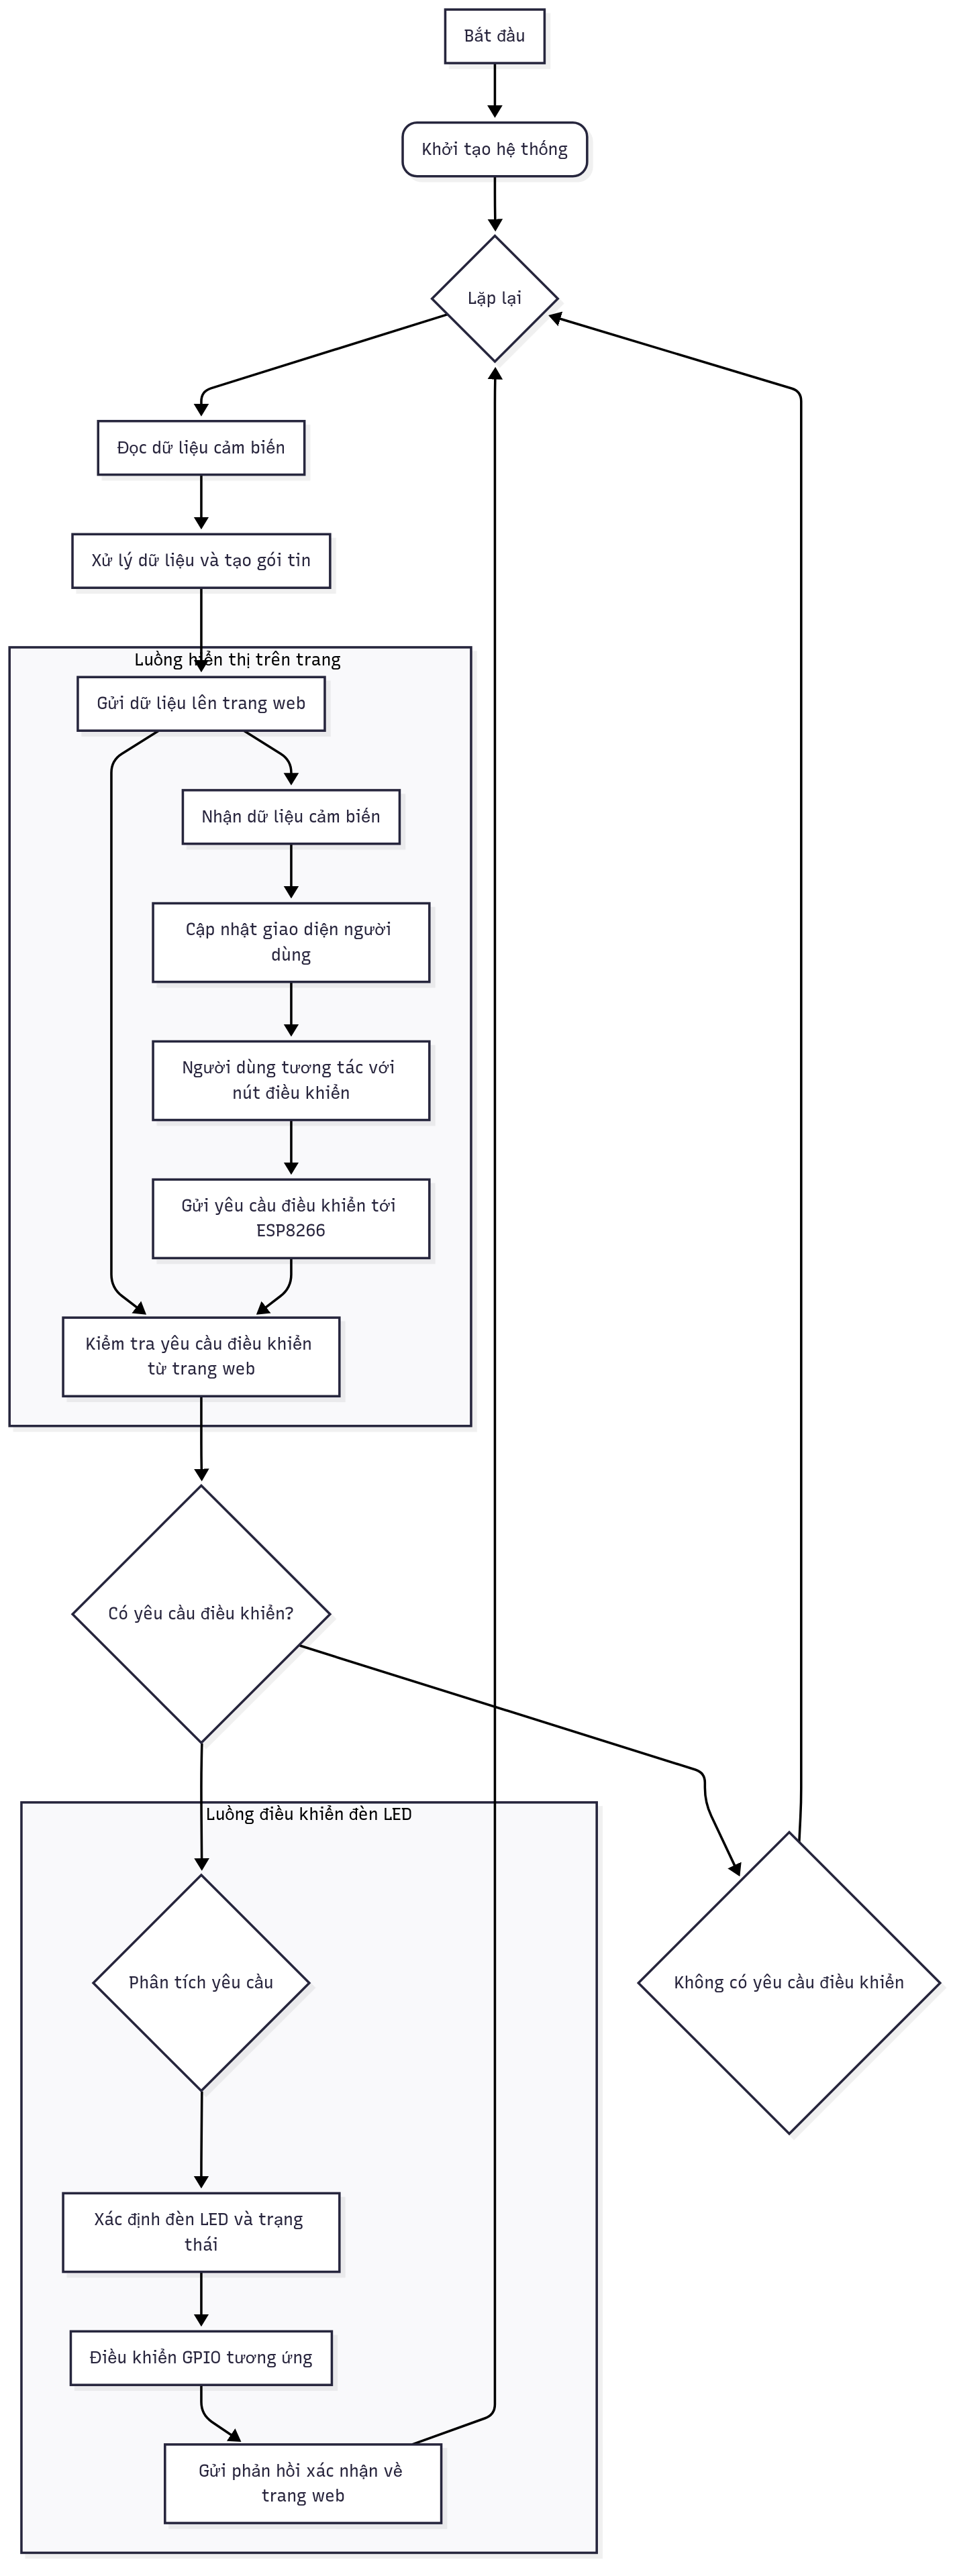 Bắt đầu
Khởi tạo hệ thống
Lặp lại
Đọc dữ liệu cảm biến
Xử lý dữ liệu và tạo gói tin
Luồng hiển thị trên trang
Gửi dữ liệu lên trang web
Nhận dữ liệu cảm biến
Cập nhật giao diện người
dùng
Người dùng tương tác với
nút điều khiển
Gửi yêu cầu điều khiển tới
ESP8266
Kiểm tra yêu cầu điều khiển
từ trang web
Có yêu cầu điều khiển?
Luồng điều khiển đèn LED
Phân tích yêu cầu
Không có yêu cầu điều khiển
Xác định đèn LED và trạng
thái
Điều khiển GPIO tương ứng
Gửi phản hồi xác nhận về
trang web